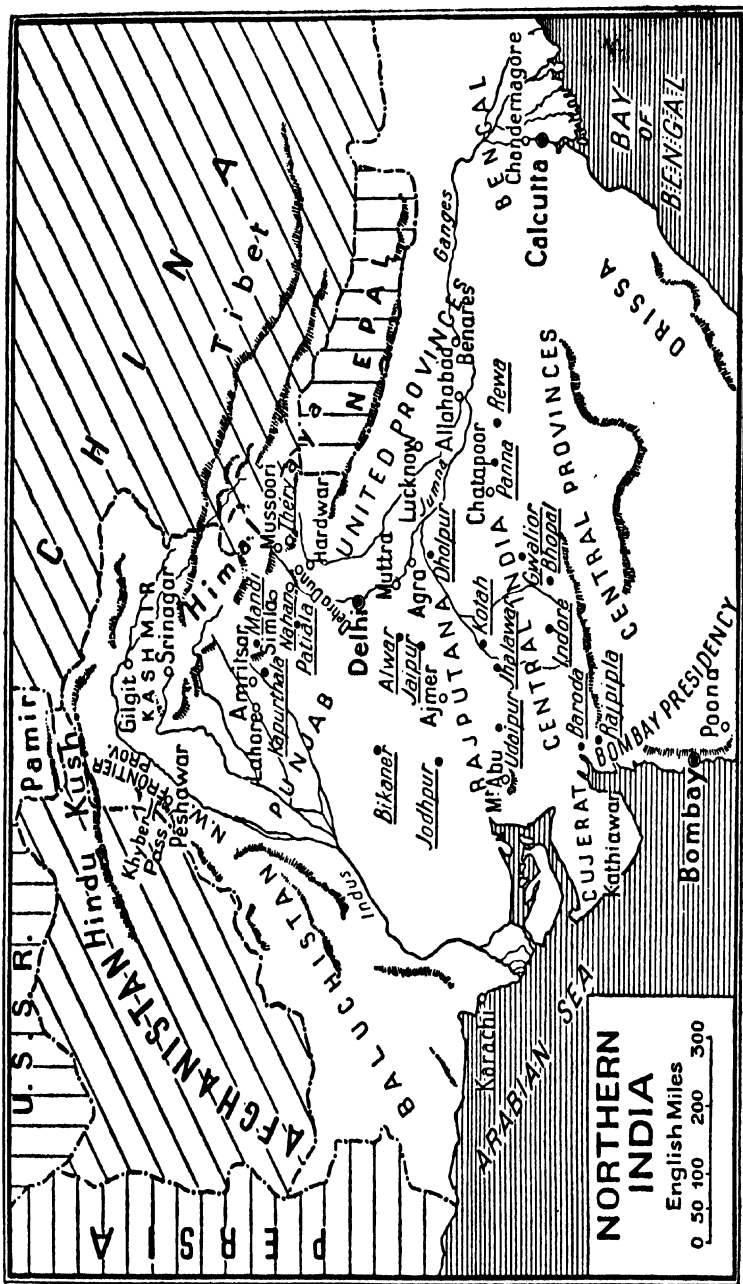 NORTHERN
INDIA
English Miles
0 50 100 200 300
U. S. S. R.
Pamir
CHINA
Tibet
PERSIA
AFGHANISTAN
Hindu Kush
Khyber
Pass
Peshawar
N.W. FRONTIER
PROV.
Gilgit
KASHMIR
Srinagar
Himalaya
NEPAL
BALUCHISTAN
Indus
PUNJAB
Lahore
Amritsar
Kapurthala
Mandi
Simla
Nahan
Patiala
Mussoori
Dehra Duno
Hardwar
Delhi
Muttra
Agra
Jumna
UNITED PROVINCES
Lucknow
Allahabad
Benares
Ganges
BENGAL
Chandernagore
Calcutta
BAY
OF
BENGAL
Bikaner
Jodhpur
Alwar
Jaipur
Ajmer
RAJPUTANA
Dholpur
Kotah
Jhalawar
Udaipur
Mt Abu
CENTRAL INDIA
Chatapoor
Panna
Rewa
Gwalior
Bhopal
Yndore
Baroda
Rajpipla
CENTRAL PROVINCES
ORISSA
GUJERAT
Kathiawar
BOMBAY PRESIDENCY
Bombay
Poona
Karachi
ARABIAN SEA